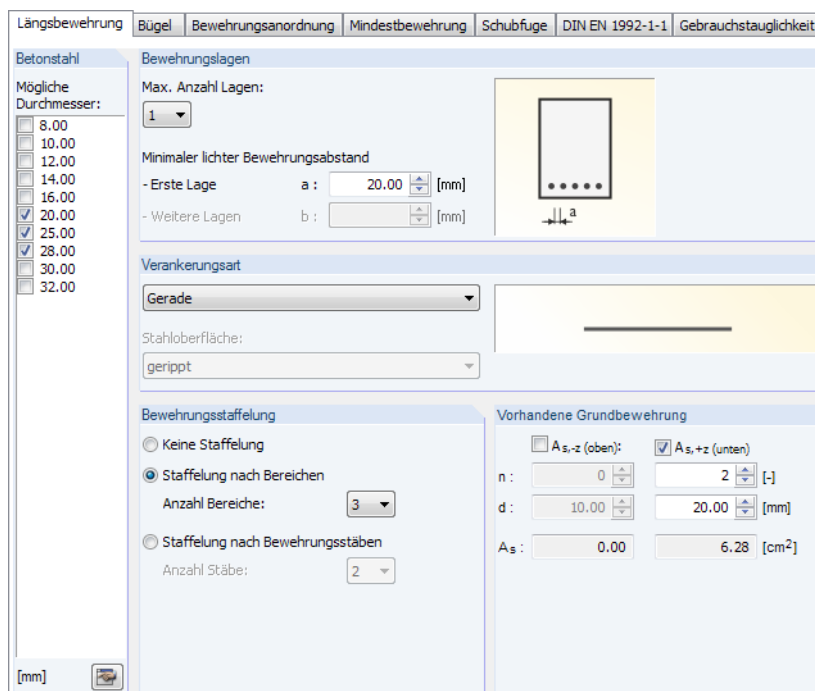 Längsbewehrung Bügel Bewehrungsanordnung Mindestbewehrung Schubfuge DIN EN 1992-1-1 Gebrauchstauglichkeit
Betonstahl
Mögliche
Durchmesser:
8.00
10.00
12.00
14.00
16.00
20.00
25.00
28.00
30.00
32.00
[mm]
Bewehrungslagen
Max. Anzahl Lagen:
1
Minimaler lichter Bewehrungsabstand
- Erste Lage a : 20.00 [mm]
- Weitere Lagen b : [mm]
a
Verankerungsart
Gerade
Stahloberfläche:
gerippt
Bewehrungsstaffelung
Keine Staffelung
Staffelung nach Bereichen
Anzahl Bereiche: 3
Staffelung nach Bewehrungsstäben
Anzahl Stäbe: 2
Vorhandene Grundbewehrung
As,-z (oben): As,+z (unten)
n : 0 2 [-]
d : 10.00 20.00 [mm]
As : 0.00 6.28 [cm²]